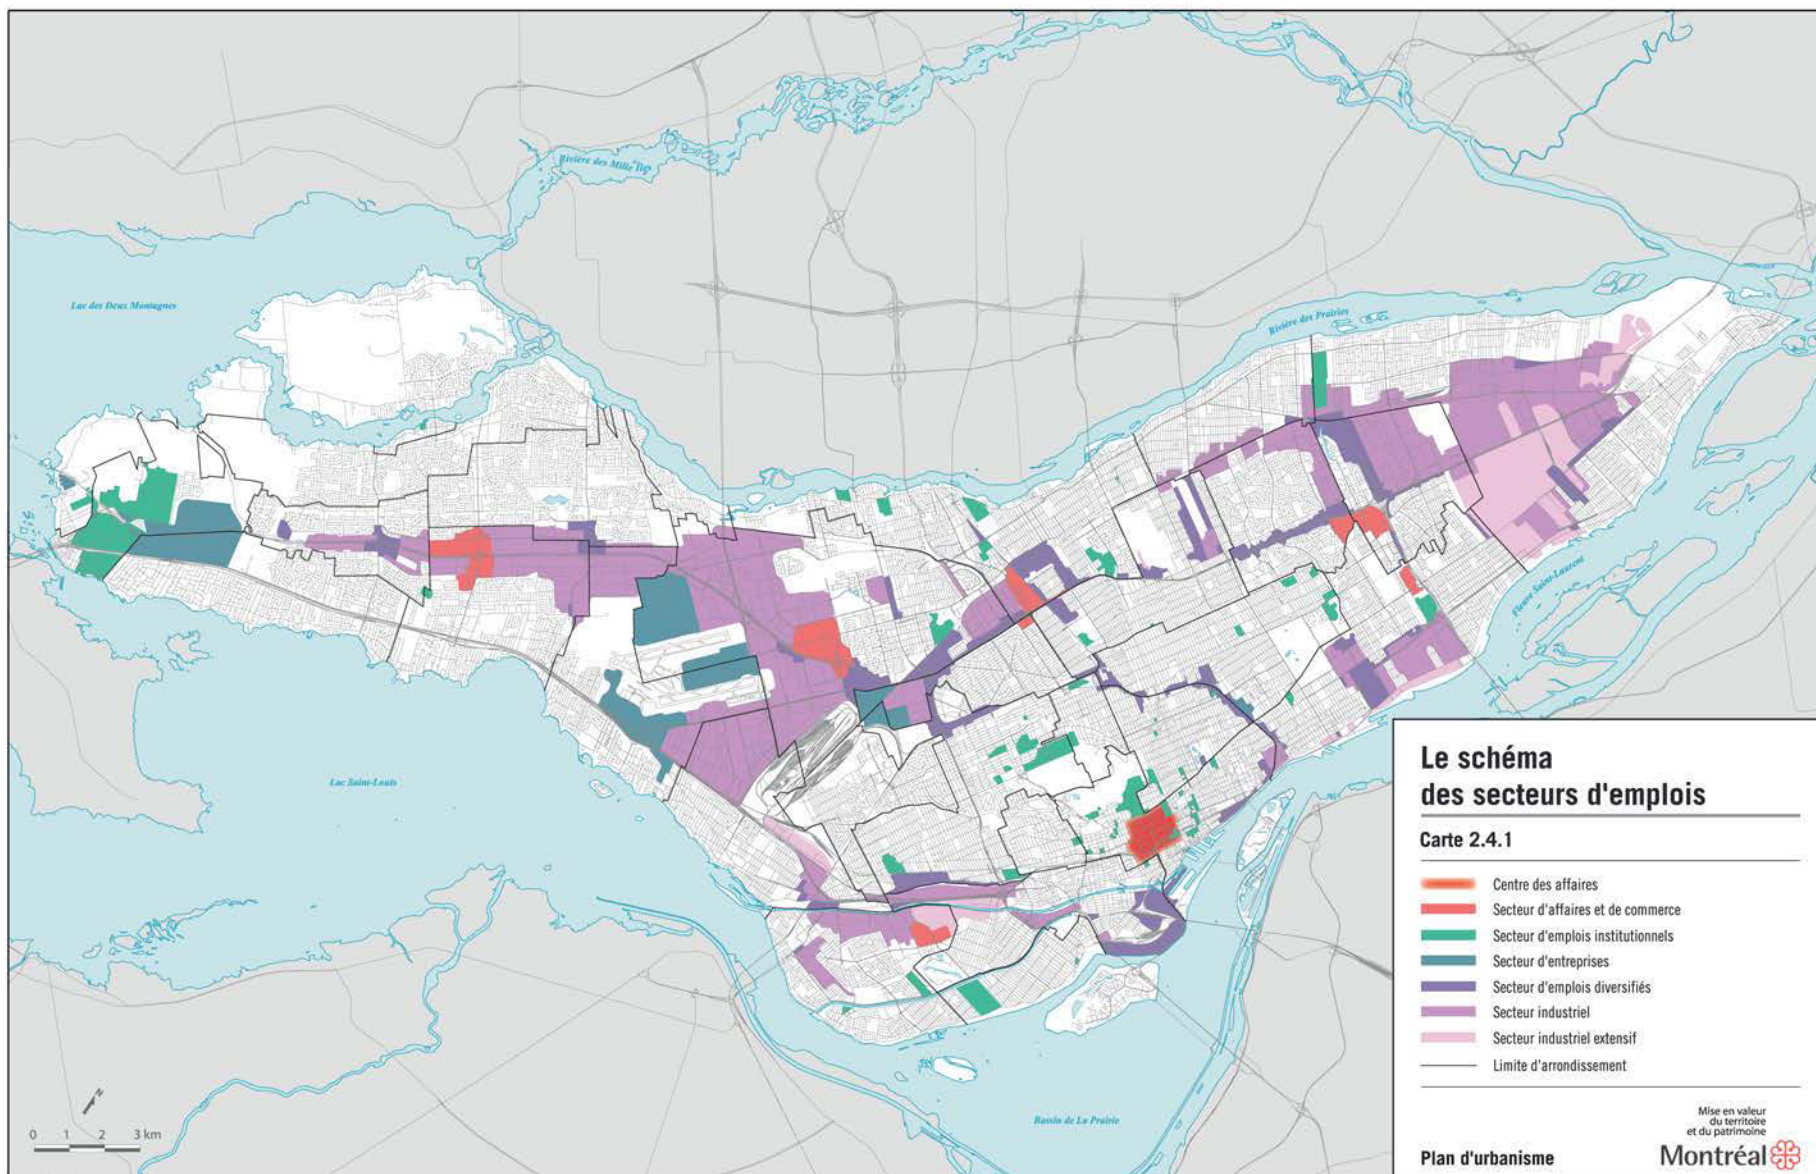 Rivière des Mille Îles
Lac des Deux Montagnes
Rivière des Prairies
Fleuve Saint-Laurent
Lac Saint-Louis
Bassin de La Prairie
N
0 1 2 3 km
Le schéma
des secteurs d'emplois
Carte 2.4.1
Centre des affaires
Secteur d'affaires et de commerce
Secteur d'emplois institutionnels
Secteur d'entreprises
Secteur d'emplois diversifiés
Secteur industriel
Secteur industriel extensif
Limite d'arrondissement
Mise en valeur
du territoire
et du patrimoine
Plan d'urbanisme
Montréal